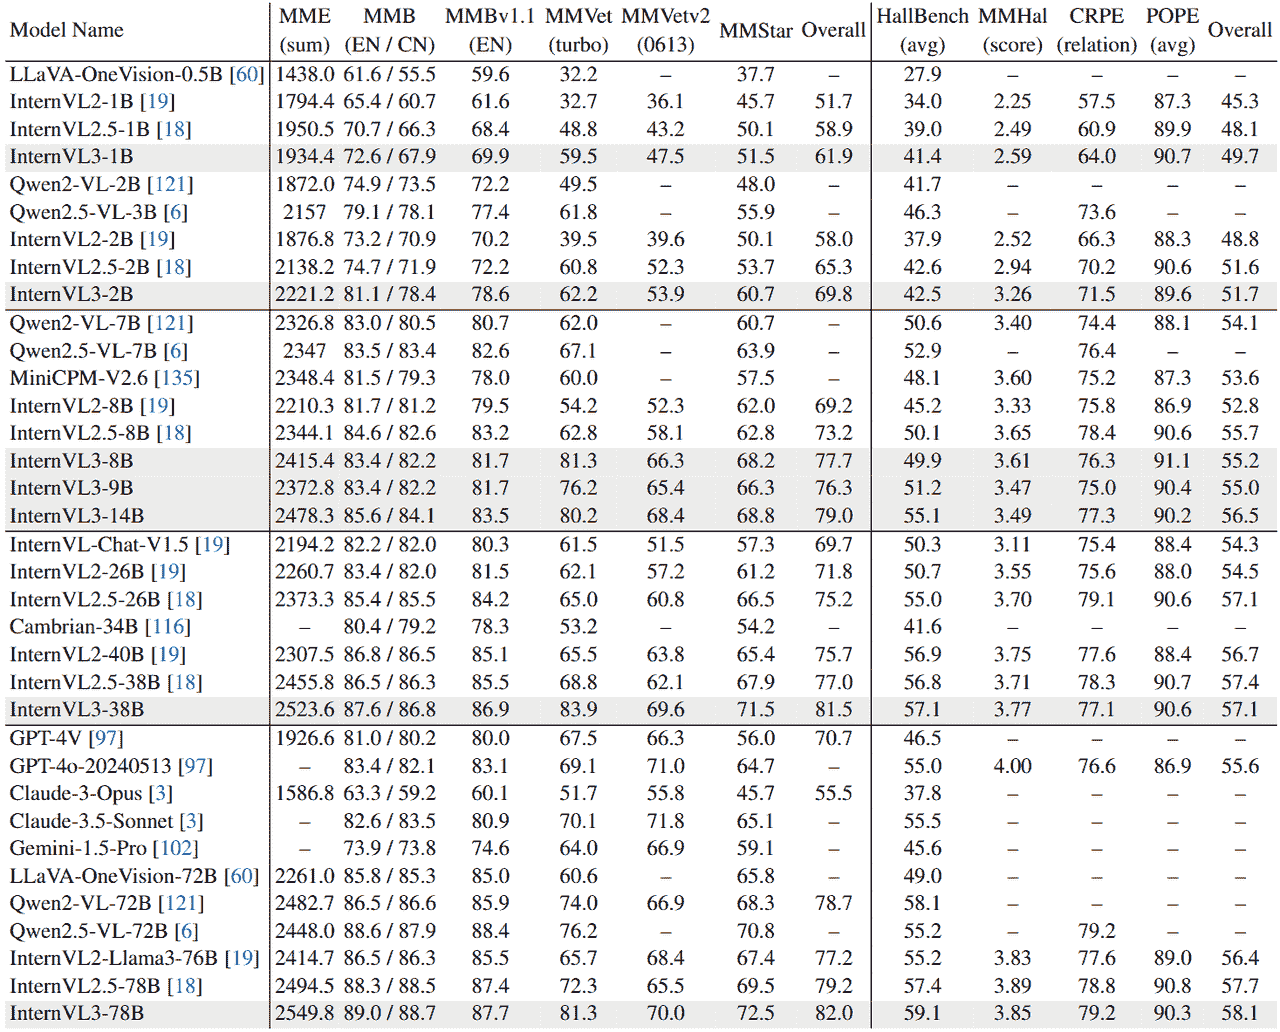 Model Name MME MMB MMBv1.1 MMVet MMVetv2 MMStar Overall HallBench MMHal CRPE POPE Overall
(sum) (EN / CN) (EN) (turbo) (0613) (avg) (score) (relation) (avg)
LLaVA-OneVision-0.5B [60] 1438.0 61.6 / 55.5 59.6 32.2 – 37.7 – 27.9 – – – –
InternVL2-1B [19] 1794.4 65.4 / 60.7 61.6 32.7 36.1 45.7 51.7 34.0 2.25 57.5 87.3 45.3
InternVL2.5-1B [18] 1950.5 70.7 / 66.3 68.4 48.8 43.2 50.1 58.9 39.0 2.49 60.9 89.9 48.1
InternVL3-1B 1934.4 72.6 / 67.9 69.9 59.5 47.5 51.5 61.9 41.4 2.59 64.0 90.7 49.7
Qwen2-VL-2B [121] 1872.0 74.9 / 73.5 72.2 49.5 – 48.0 – 41.7 – – – –
Qwen2.5-VL-3B [6] 2157 79.1 / 78.1 77.4 61.8 – 55.9 – 46.3 – 73.6 – –
InternVL2-2B [19] 1876.8 73.2 / 70.9 70.2 39.5 39.6 50.1 58.0 37.9 2.52 66.3 88.3 48.8
InternVL2.5-2B [18] 2138.2 74.7 / 71.9 72.2 60.8 52.3 53.7 65.3 42.6 2.94 70.2 90.6 51.6
InternVL3-2B 2221.2 81.1 / 78.4 78.6 62.2 53.9 60.7 69.8 42.5 3.26 71.5 89.6 51.7
Qwen2-VL-7B [121] 2326.8 83.0 / 80.5 80.7 62.0 – 60.7 – 50.6 3.40 74.4 88.1 54.1
Qwen2.5-VL-7B [6] 2347 83.5 / 83.4 82.6 67.1 – 63.9 – 52.9 – 76.4 – –
MiniCPM-V2.6 [135] 2348.4 81.5 / 79.3 78.0 60.0 – 57.5 – 48.1 3.60 75.2 87.3 53.6
InternVL2-8B [19] 2210.3 81.7 / 81.2 79.5 54.2 52.3 62.0 69.2 45.2 3.33 75.8 86.9 52.8
InternVL2.5-8B [18] 2344.1 84.6 / 82.6 83.2 62.8 58.1 62.8 73.2 50.1 3.65 78.4 90.6 55.7
InternVL3-8B 2415.4 83.4 / 82.2 81.7 81.3 66.3 68.2 77.7 49.9 3.61 76.3 91.1 55.2
InternVL3-9B 2372.8 83.4 / 82.2 81.7 76.2 65.4 66.3 76.3 51.2 3.47 75.0 90.4 55.0
InternVL3-14B 2478.3 85.6 / 84.1 83.5 80.2 68.4 68.8 79.0 55.1 3.49 77.3 90.2 56.5
InternVL-Chat-V1.5 [19] 2194.2 82.2 / 82.0 80.3 61.5 51.5 57.3 69.7 50.3 3.11 75.4 88.4 54.3
InternVL2-26B [19] 2260.7 83.4 / 82.0 81.5 62.1 57.2 61.2 71.8 50.7 3.55 75.6 88.0 54.5
InternVL2.5-26B [18] 2373.3 85.4 / 85.5 84.2 65.0 60.8 66.5 75.2 55.0 3.70 79.1 90.6 57.1
Cambrian-34B [116] – 80.4 / 79.2 78.3 53.2 – 54.2 – 41.6 – – – –
InternVL2-40B [19] 2307.5 86.8 / 86.5 85.1 65.5 63.8 65.4 75.7 56.9 3.75 77.6 88.4 56.7
InternVL2.5-38B [18] 2455.8 86.5 / 86.3 85.5 68.8 62.1 67.9 77.0 56.8 3.71 78.3 90.7 57.4
InternVL3-38B 2523.6 87.6 / 86.8 86.9 83.9 69.6 71.5 81.5 57.1 3.77 77.1 90.6 57.1
GPT-4V [97] 1926.6 81.0 / 80.2 80.0 67.5 66.3 56.0 70.7 46.5 – – – –
GPT-4o-20240513 [97] – 83.4 / 82.1 83.1 69.1 71.0 64.7 – 55.0 4.00 76.6 86.9 55.6
Claude-3-Opus [3] 1586.8 63.3 / 59.2 60.1 51.7 55.8 45.7 55.5 37.8 – – – –
Claude-3.5-Sonnet [3] – 82.6 / 83.5 80.9 70.1 71.8 65.1 – 55.5 – – – –
Gemini-1.5-Pro [102] – 73.9 / 73.8 74.6 64.0 66.9 59.1 – 45.6 – – – –
LLaVA-OneVision-72B [60] 2261.0 85.8 / 85.3 85.0 60.6 – 65.8 – 49.0 – – – –
Qwen2-VL-72B [121] 2482.7 86.5 / 86.6 85.9 74.0 66.9 68.3 78.7 58.1 – – – –
Qwen2.5-VL-72B [6] 2448.0 88.6 / 87.9 88.4 76.2 – 70.8 – 55.2 – 79.2 – –
InternVL2-Llama3-76B [19] 2414.7 86.5 / 86.3 85.5 65.7 68.4 67.4 77.2 55.2 3.83 77.6 89.0 56.4
InternVL2.5-78B [18] 2494.5 88.3 / 88.5 87.4 72.3 65.5 69.5 79.2 57.4 3.89 78.8 90.8 57.7
InternVL3-78B 2549.8 89.0 / 88.7 87.7 81.3 70.0 72.5 82.0 59.1 3.85 79.2 90.3 58.1